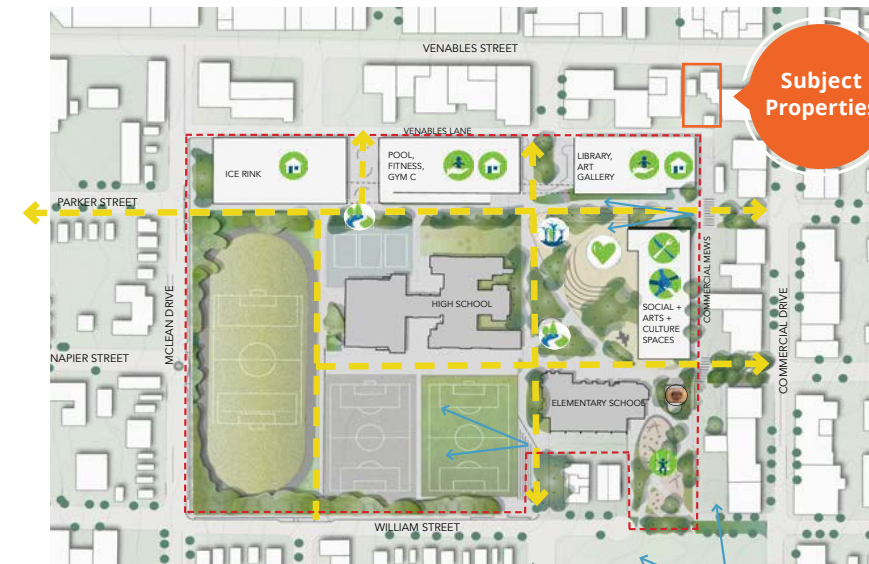 VENABLES STREET
Subject
Properties
VENABLES LANE
ICE RINK
POOL,
FITNESS,
GYM C
LIBRARY,
ART
GALLERY
PARKER STREET
MCLEAN DRIVE
HIGH SCHOOL
COMMERCIAL MEWS
SOCIAL +
ARTS +
CULTURE
SPACES
COMMERCIAL DRIVE
NAPIER STREET
ELEMENTARY SCHOOL
WILLIAM STREET